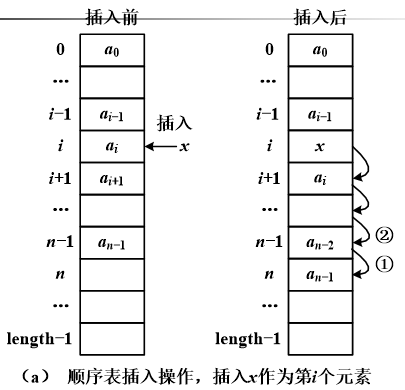 插入前 插入后
0 a0 0 a0
... ...
i−1 ai−1 i−1 ai−1
插入
i ai x i x
i+1 ai+1 i+1 ai
... ...
②
n−1 an−1 n−1 an−2
①
n n an−1
... ...
length−1 length−1
（a） 顺序表插入操作，插入x作为第i个元素